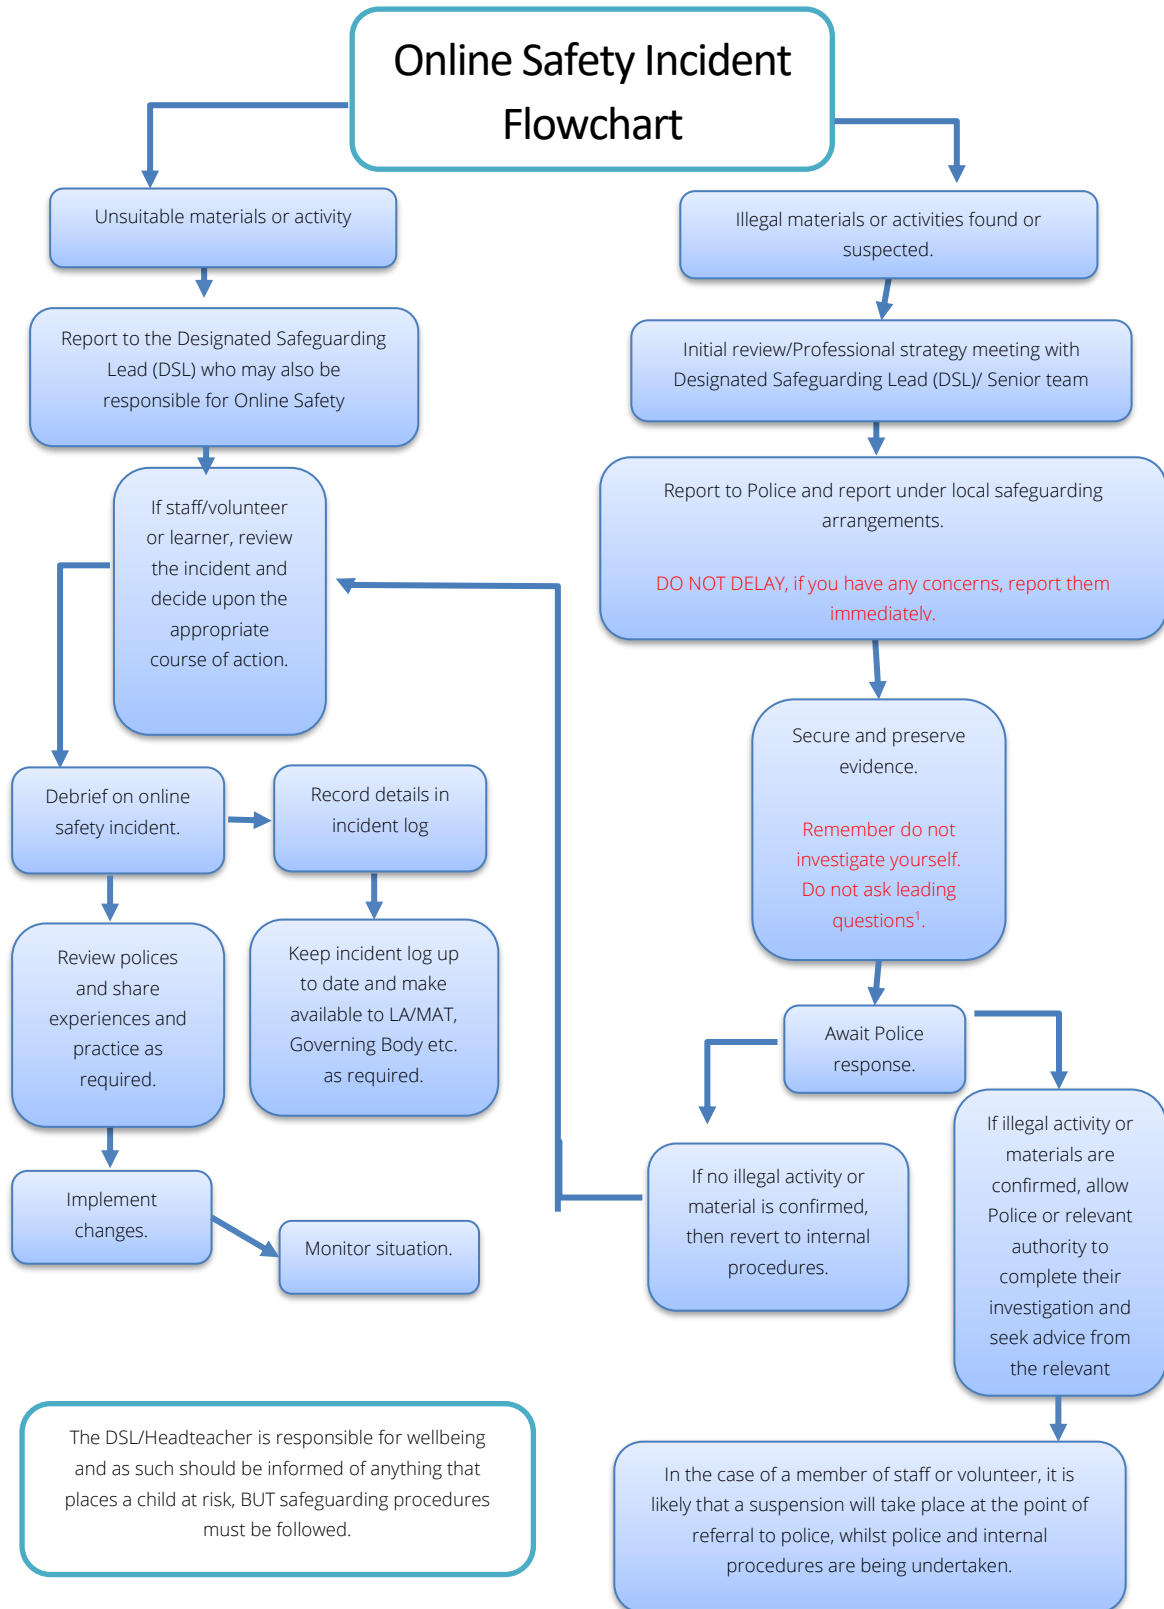 Online Safety Incident
Flowchart
Unsuitable materials or activity
Report to the Designated Safeguarding
Lead (DSL) who may also be
responsible for Online Safety
If staff/volunteer
or learner, review
the incident and
decide upon the
appropriate
course of action.
Debrief on online
safety incident.
Record details in
incident log
Review polices
and share
experiences and
practice as
required.
Keep incident log up
to date and make
available to LA/MAT,
Governing Body etc.
as required.
Implement
changes.
Monitor situation.
Illegal materials or activities found or
suspected.
Initial review/Professional strategy meeting with
Designated Safeguarding Lead (DSL)/ Senior team
Report to Police and report under local safeguarding
arrangements.
DO NOT DELAY, if you have any concerns, report them
immediately.
Secure and preserve
evidence.
Remember do not
investigate yourself.
Do not ask leading
questions¹.
Await Police
response.
If no illegal activity or
material is confirmed,
then revert to internal
procedures.
If illegal activity or
materials are
confirmed, allow
Police or relevant
authority to
complete their
investigation and
seek advice from
the relevant
In the case of a member of staff or volunteer, it is
likely that a suspension will take place at the point of
referral to police, whilst police and internal
procedures are being undertaken.
The DSL/Headteacher is responsible for wellbeing
and as such should be informed of anything that
places a child at risk, BUT safeguarding procedures
must be followed.